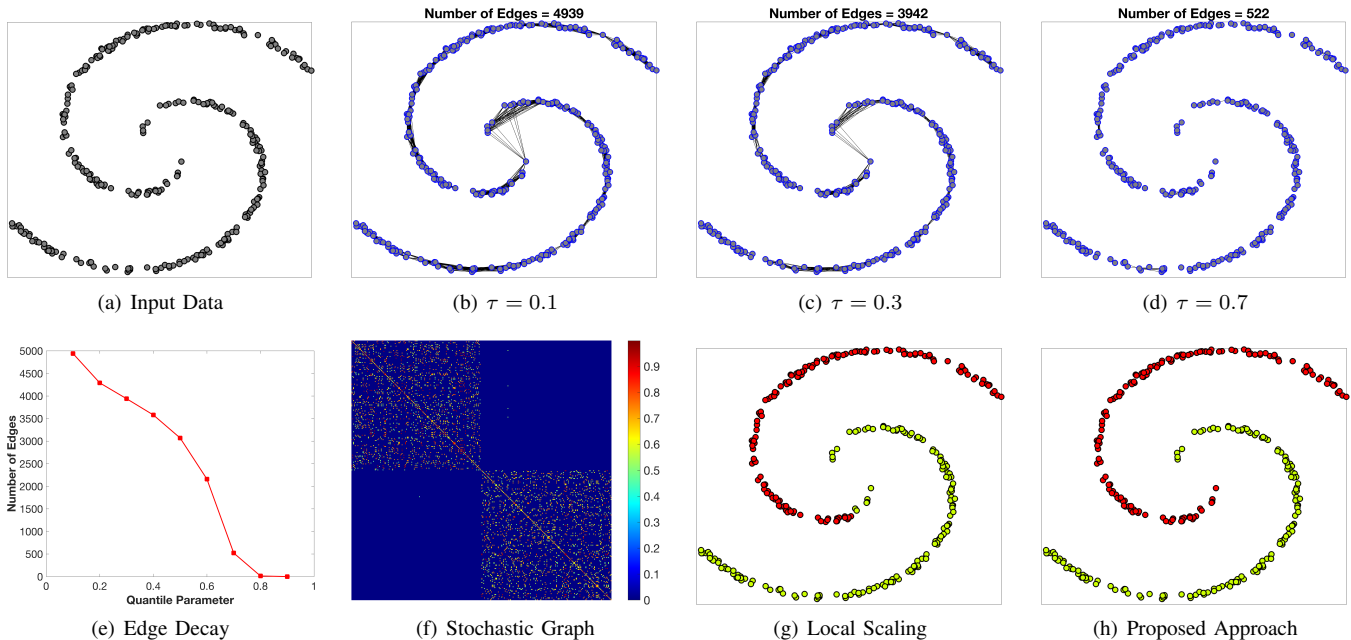 Number of Edges = 4939
Number of Edges = 3942
Number of Edges = 522
(a) Input Data
(b) τ = 0.1
(c) τ = 0.3
(d) τ = 0.7
5000
4500
4000
3500
3000
2500
2000
1500
1000
500
0
Number of Edges
0
0.2
0.4
0.6
0.8
1
Quantile Parameter
0.9
0.8
0.7
0.6
0.5
0.4
0.3
0.2
0.1
0
(e) Edge Decay
(f) Stochastic Graph
(g) Local Scaling
(h) Proposed Approach